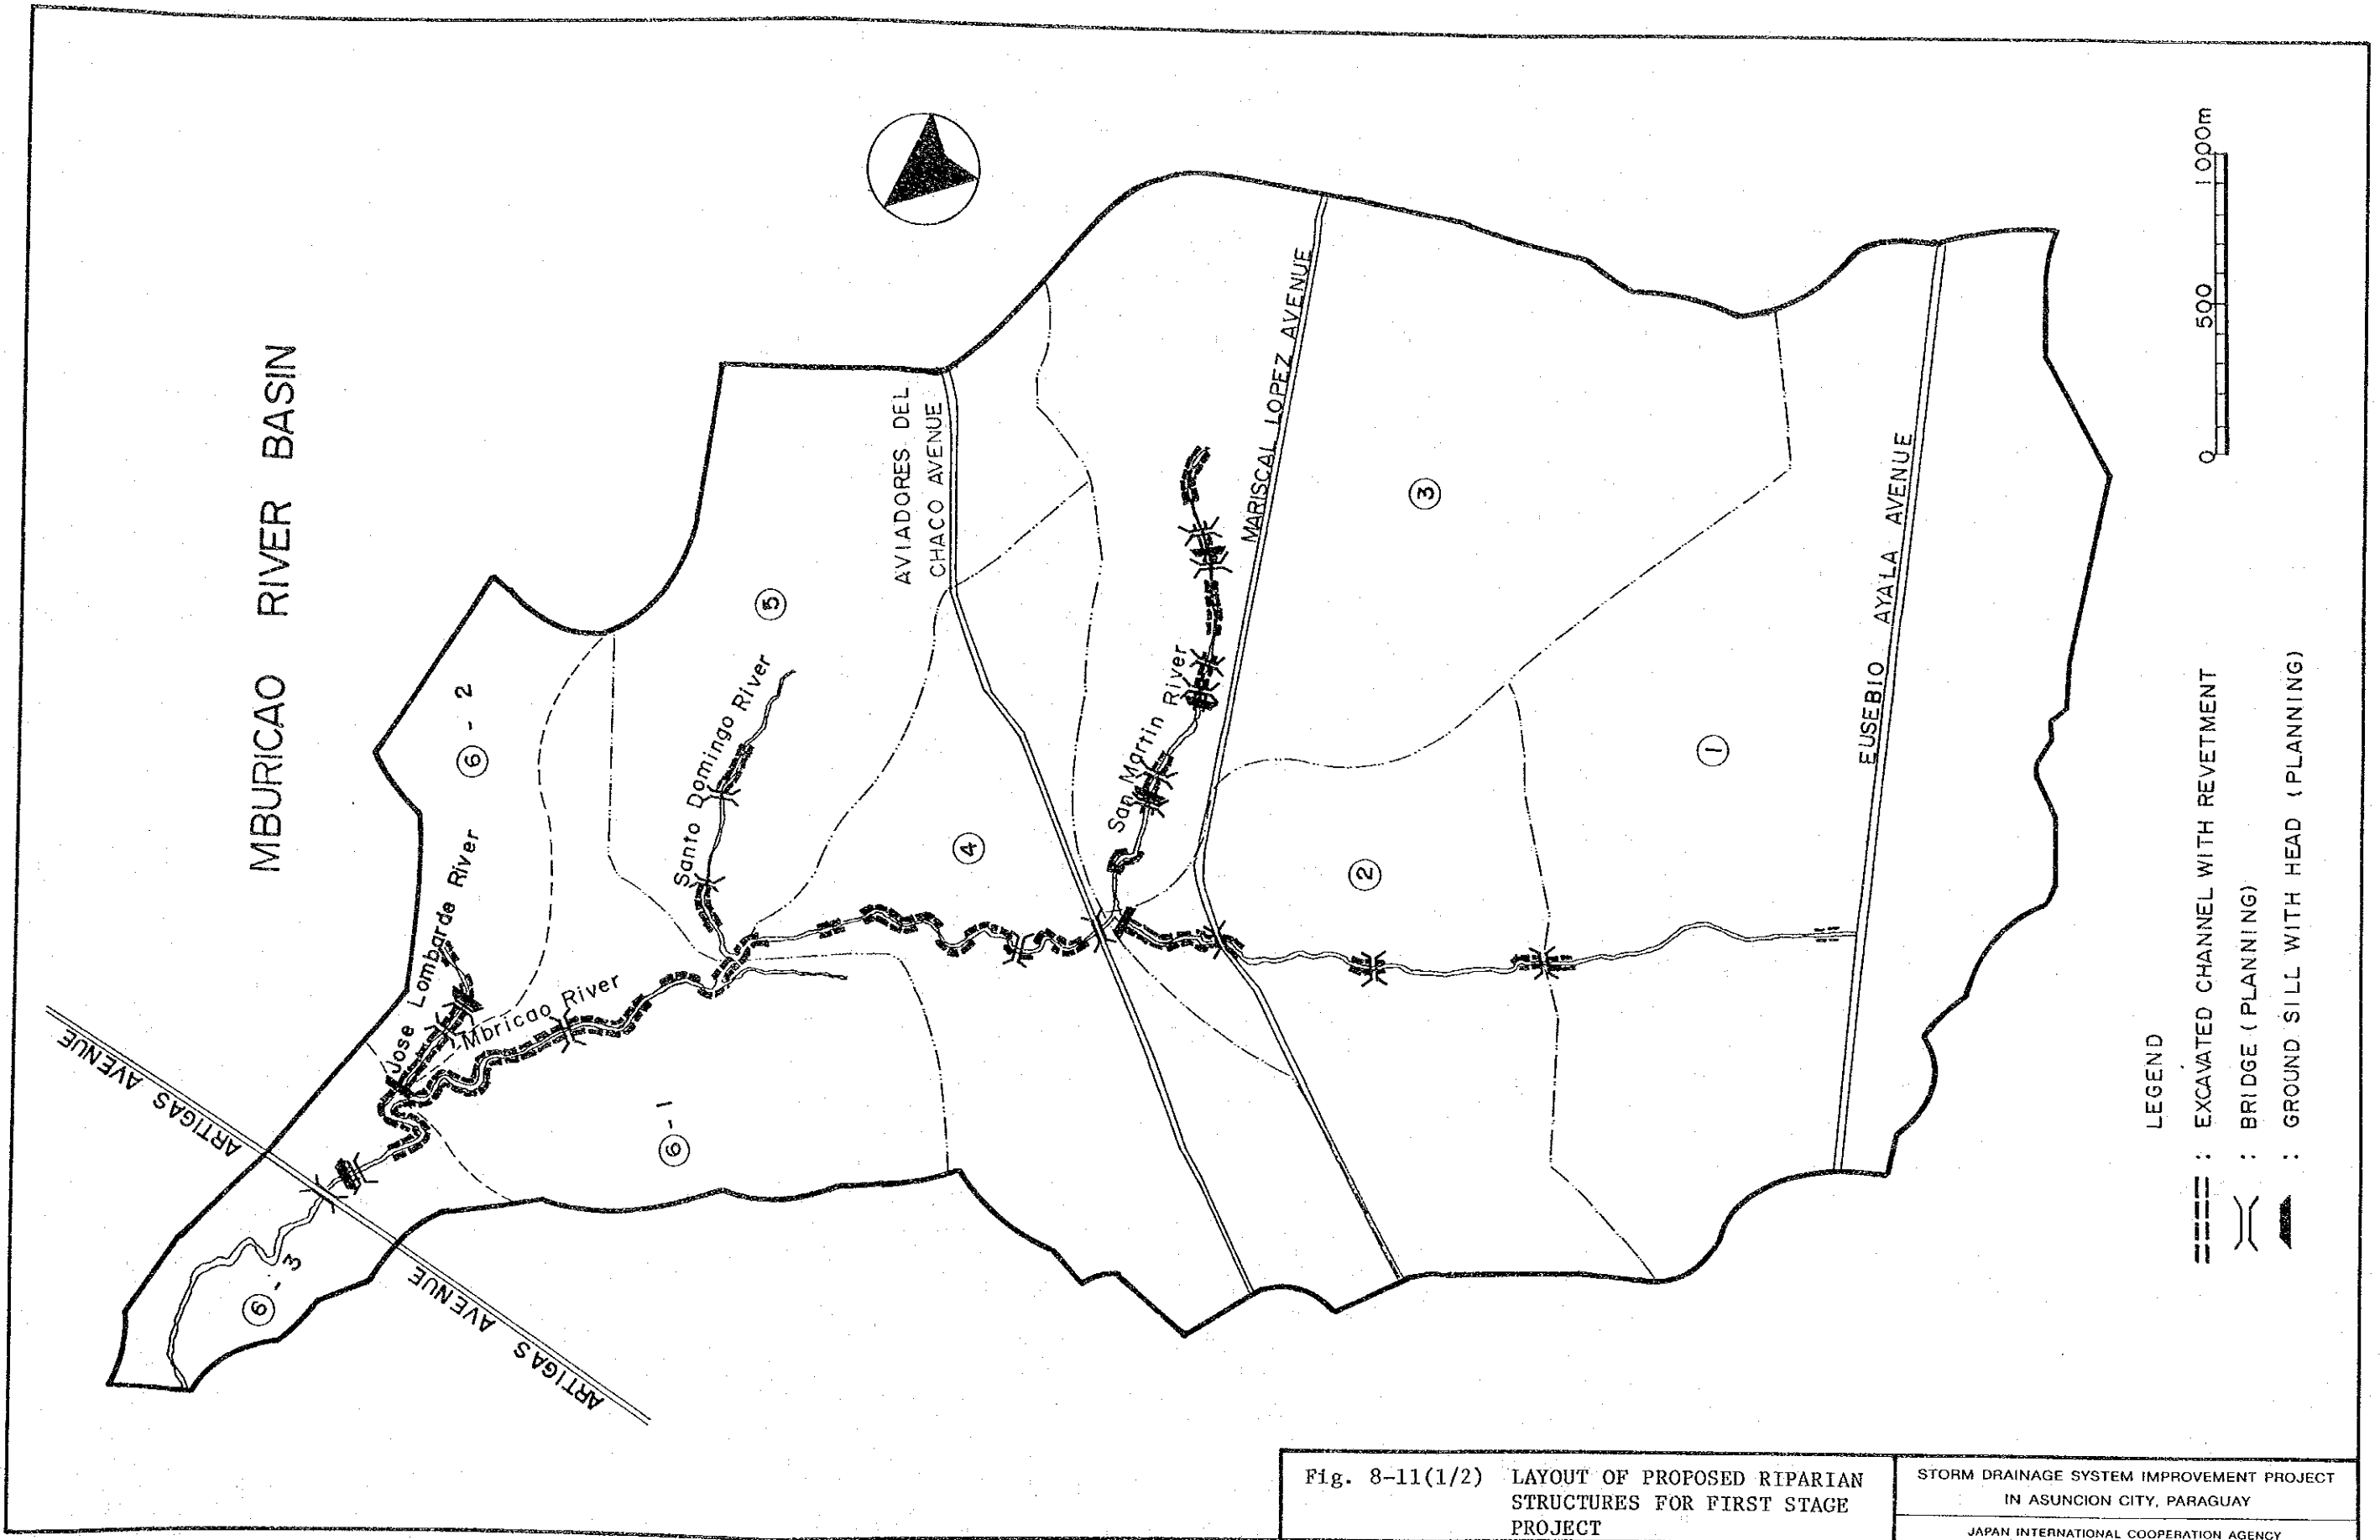 MBURICAO RIVER BASIN
ARTIGAS AVENUE
ARTIGAS AVENUE
Jose Lombarde River
Mbricao River
Santo Domingo River
San Martin River
AVIADORES DEL
CHACO AVENUE
MARISCAL LOPEZ AVENUE
EUSEBIO AYALA AVENUE
6 - 3
6 - 2
6 - 1
5
4
3
2
1
0 500 1000m
LEGEND
: EXCAVATED CHANNEL WITH REVETMENT
: BRIDGE (PLANNING)
: GROUND SILL WITH HEAD (PLANNING)
Fig. 8-11(1/2) LAYOUT OF PROPOSED RIPARIAN
STRUCTURES FOR FIRST STAGE
PROJECT
STORM DRAINAGE SYSTEM IMPROVEMENT PROJECT
IN ASUNCION CITY, PARAGUAY
JAPAN INTERNATIONAL COOPERATION AGENCY